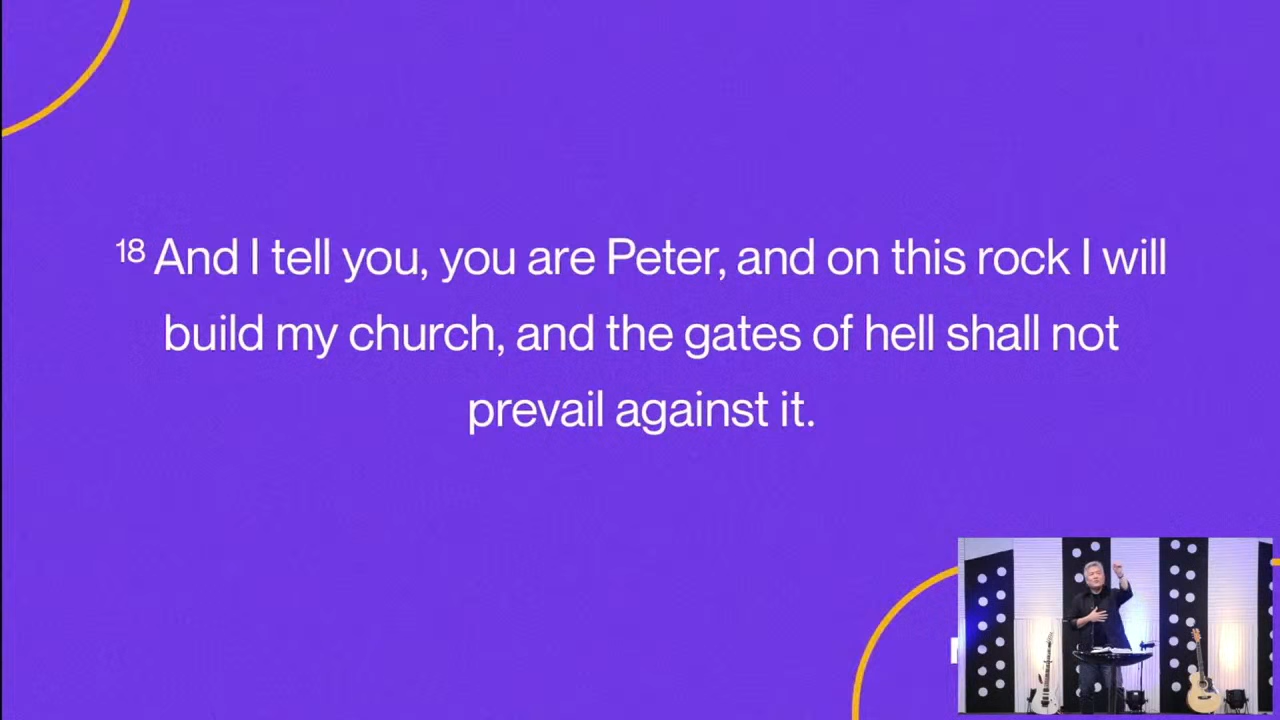 18 And I tell you, you are Peter, and on this rock I will
build my church, and the gates of hell shall not
prevail against it.